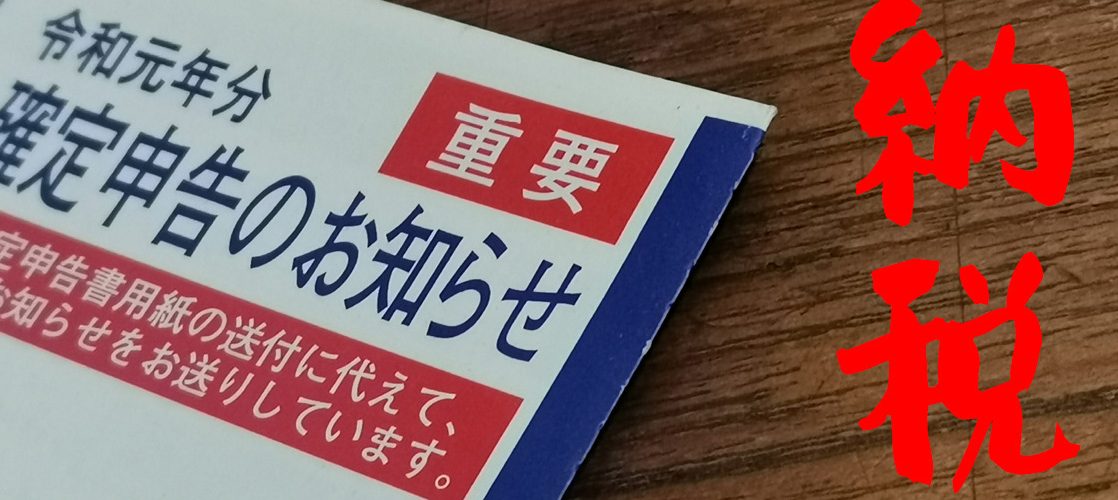 令和元年分
確定申告のお知らせ
重要
定申告書用紙の送付に代えて、
お知らせをお送りしています。
納税